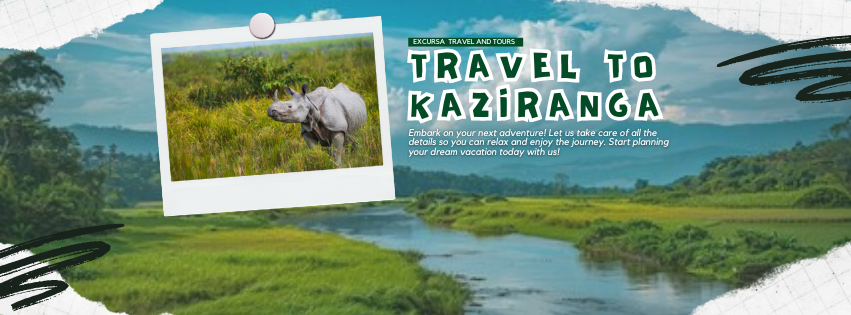 EXCURSA TRAVEL AND TOURS
TRAVEL TO
KAZIRANGA
Embark on your next adventure! Let us take care of all the
details so you can relax and enjoy the journey. Start planning
your dream vacation today with us!